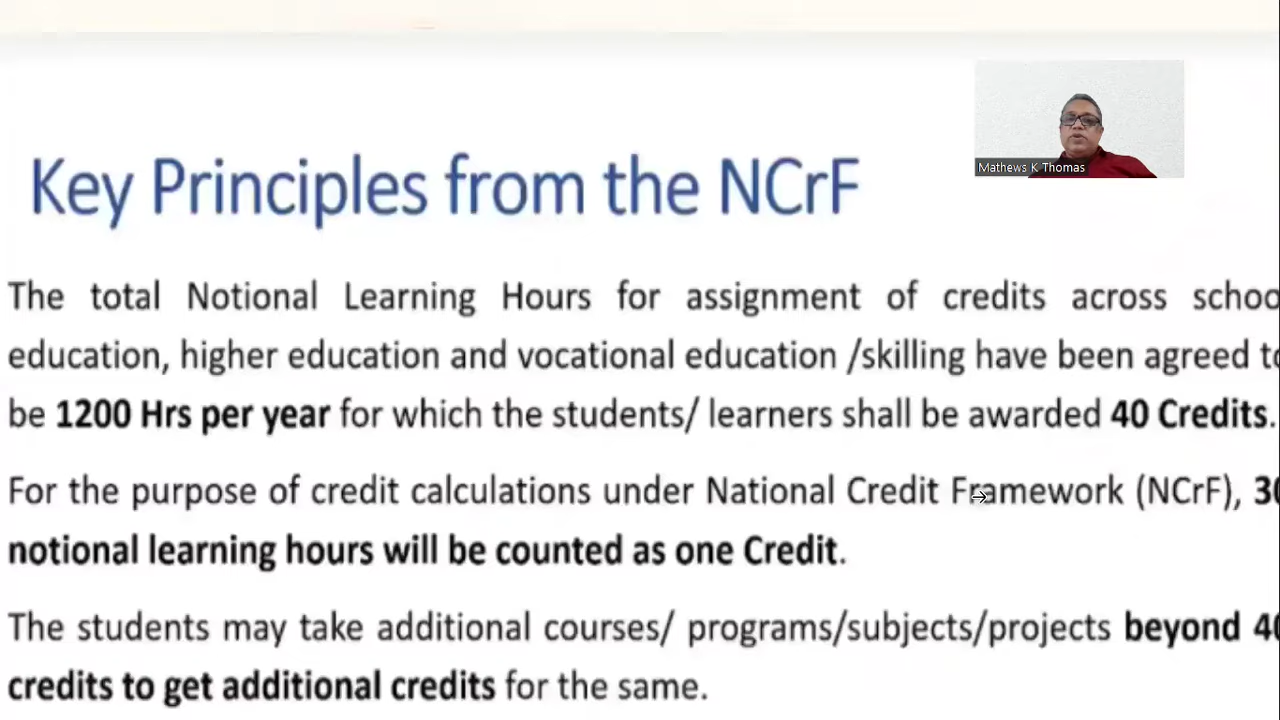 Mathews K Thomas
Key Principles from the NCrF
The total Notional Learning Hours for assignment of credits across schoo
education, higher education and vocational education /skilling have been agreed to
be 1200 Hrs per year for which the students/ learners shall be awarded 40 Credits.
For the purpose of credit calculations under National Credit Framework (NCrF), 30
notional learning hours will be counted as one Credit.
The students may take additional courses/ programs/subjects/projects beyond 40
credits to get additional credits for the same.